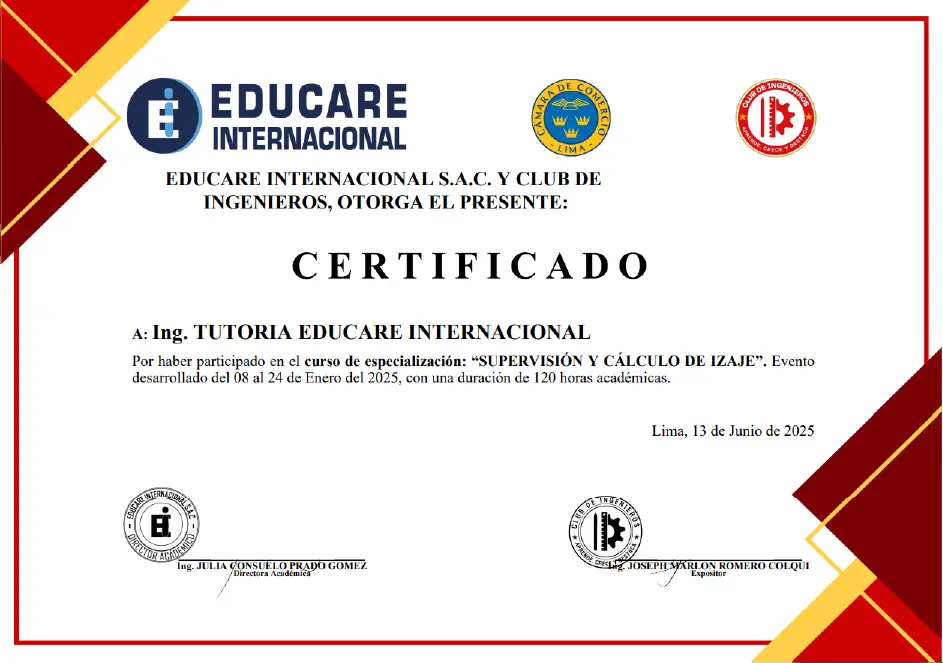 EDUCARE
INTERNACIONAL
CÁMARA DE COMERCIO
- LIMA -
CLUB DE INGENIEROS
APRENDE, CRECE Y DESTACA
EDUCARE INTERNACIONAL S.A.C. Y CLUB DE
INGENIEROS, OTORGA EL PRESENTE:
CERTIFICADO
A: Ing. TUTORIA EDUCARE INTERNACIONAL
Por haber participado en el curso de especialización: “SUPERVISIÓN Y CÁLCULO DE IZAJE”. Evento
desarrollado del 08 al 24 de Enero del 2025, con una duración de 120 horas académicas.
Lima, 13 de Junio de 2025
EDUCARE INTERNACIONAL S.A.C
DIRECTOR ACADÉMICO
CLUB DE INGENIEROS
APRENDE, CRECE Y DESTACA
Ing. JULIA CONSUELO PRADO GOMEZ
Directora Académica
Ing. JOSEPH MARLON ROMERO COLQUI
Expositor